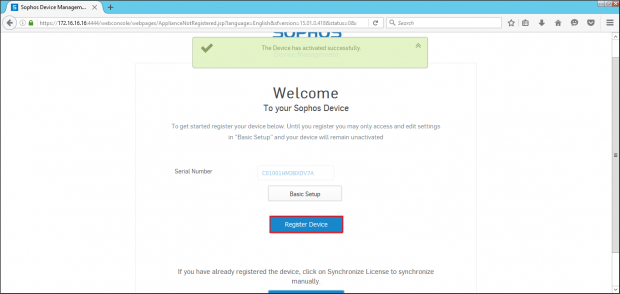 Sophos Device Managem...
https://172.16.16.16:4444/webconsole/webpages/ApplianceNotRegistered.jsp?language=English&sfversion=15.01.0.418&status=08s
Search
SOPHOS
The Device has activated successfully.
Welcome
To your Sophos Device
To get started register your device below. Until you register you may only access and edit settings
in "Basic Setup" and your device will remain unactivated
Serial Number
Basic Setup
Register Device
If you have already registered the device, click on Synchronize License to synchronize
manually.